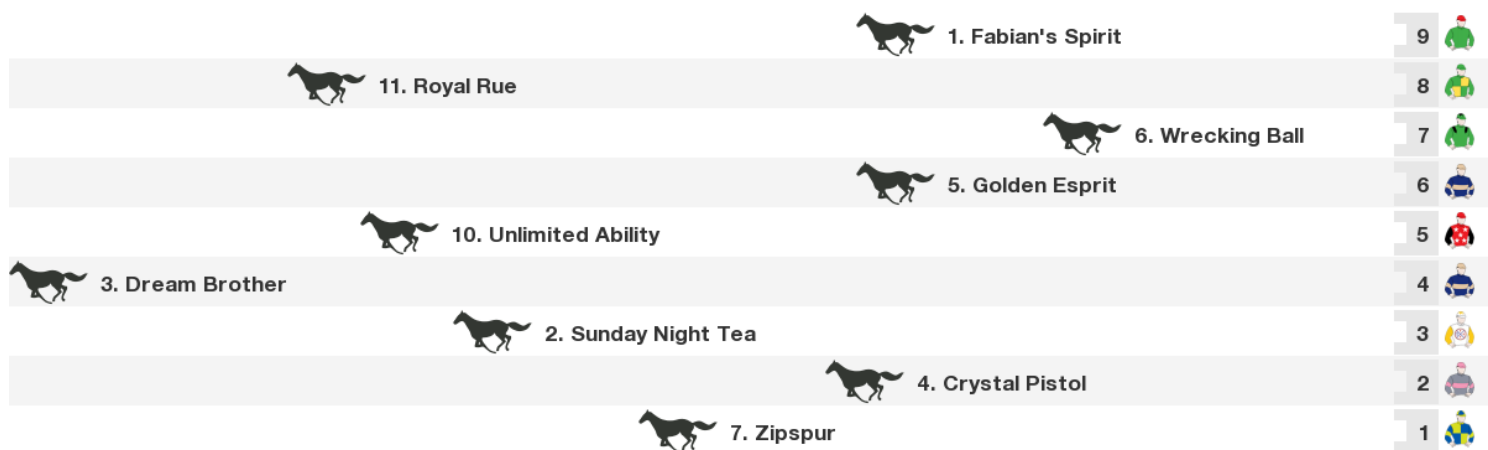 1. Fabian's Spirit 9
11. Royal Rue 8
6. Wrecking Ball 7
5. Golden Esprit 6
10. Unlimited Ability 5
3. Dream Brother 4
2. Sunday Night Tea 3
4. Crystal Pistol 2
7. Zipspur 1